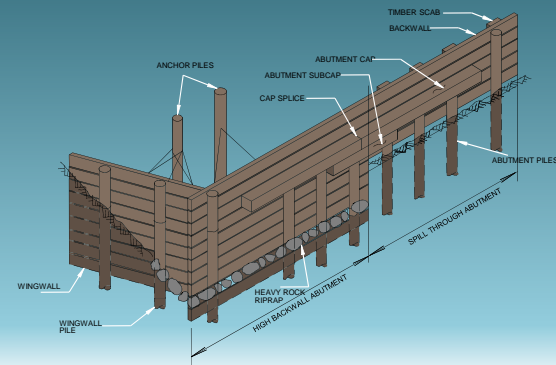 TIMBER SCAB
BACKWALL
ABUTMENT CAP
ANCHOR PILES
ABUTMENT SUBCAP
CAP SPLICE
ABUTMENT PILES
SPILL THROUGH ABUTMENT
WINGWALL
HEAVY ROCK
RIPRAP
HIGH BACKWALL ABUTMENT
WINGWALL
PILE